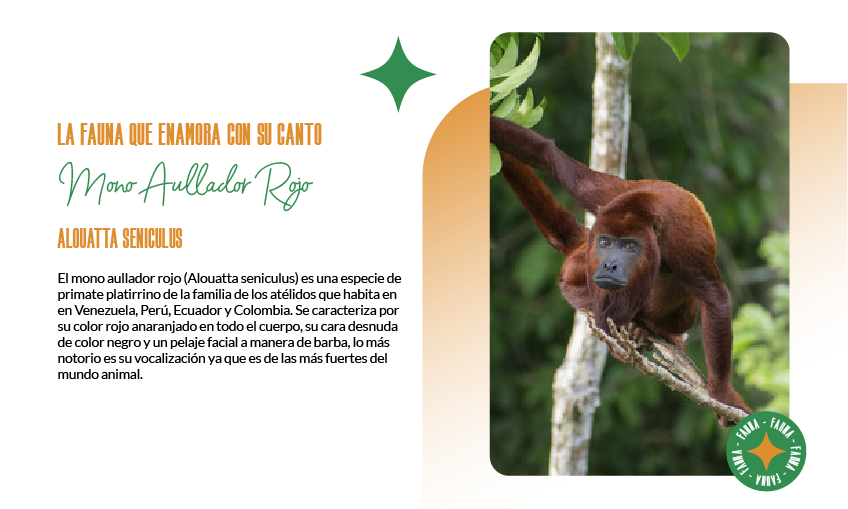 LA FAUNA QUE ENAMORA CON SU CANTO
Mono Aullador Rojo
ALOUATTA SENICULUS
El mono aullador rojo (Alouatta seniculus) es una especie de
primate platirrino de la familia de los atélidos que habita en
en Venezuela, Perú, Ecuador y Colombia. Se caracteriza por
su color rojo anaranjado en todo el cuerpo, su cara desnuda
de color negro y un pelaje facial a manera de barba, lo más
notorio es su vocalización ya que es de las más fuertes del
mundo animal.
FAUNA - FAUNA - FAUNA - FAUNA - FAUNA -